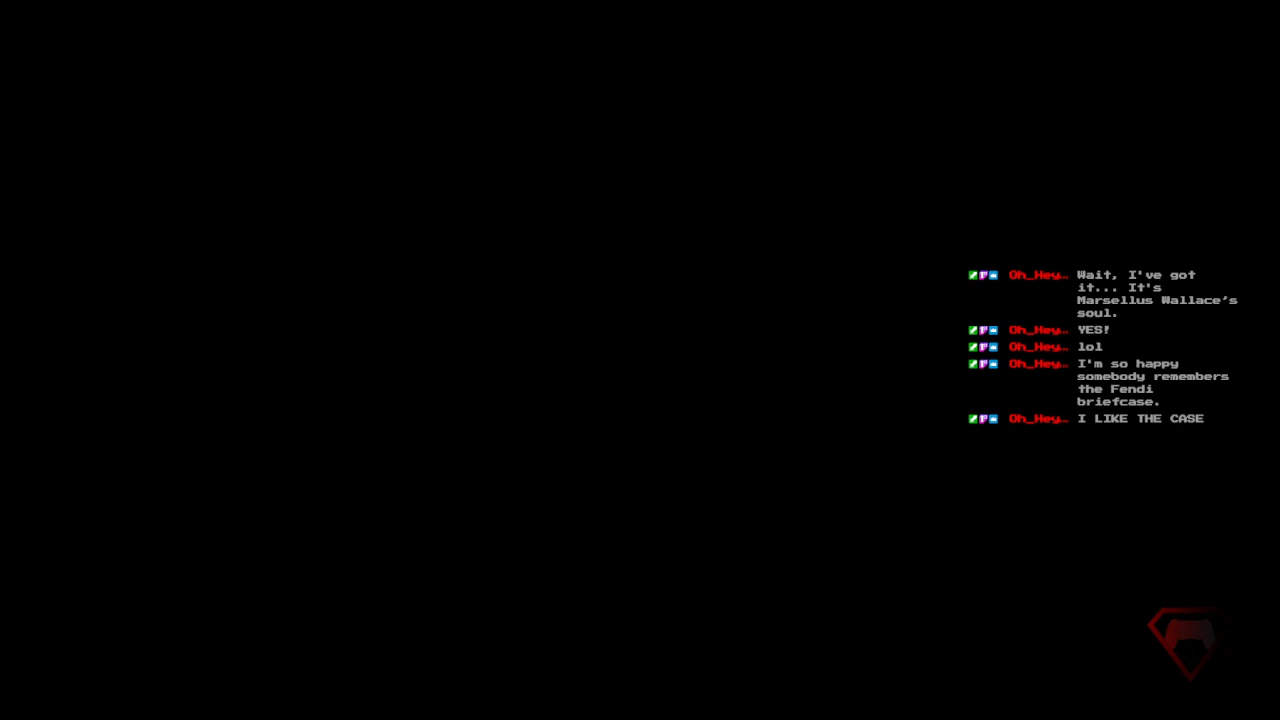 Oh_Hey… Wait, I've got
it... It's
Marsellus Wallace's
soul.
Oh_Hey… YES!
Oh_Hey… lol
Oh_Hey… I'm so happy
somebody remembers
the Fendi
briefcase.
Oh_Hey… I LIKE THE CASE